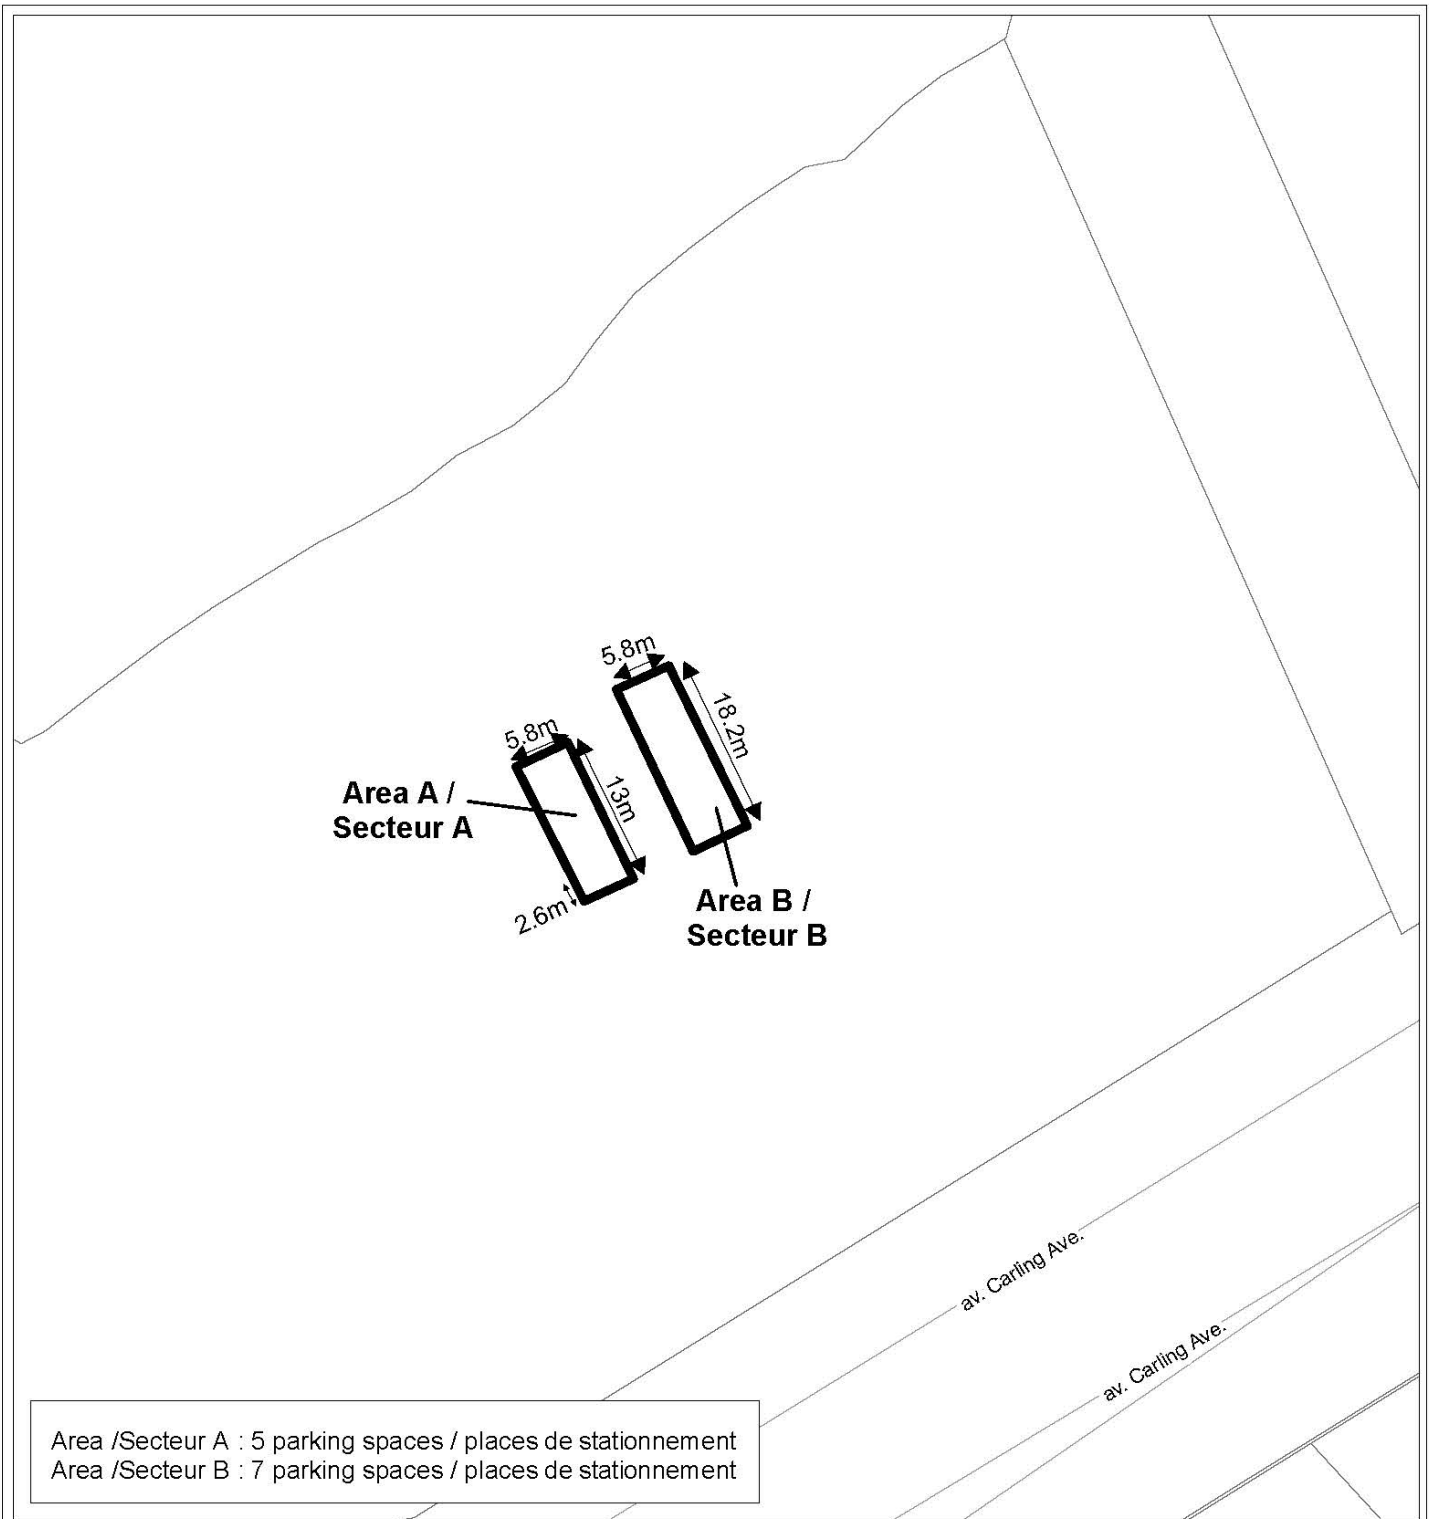 5.8m
18.2m
5.8m
13m
Area A /
Secteur A
2.6m
Area B /
Secteur B
av. Carling Ave.
av. Carling Ave.
Area /Secteur A : 5 parking spaces / places de stationnement
Area /Secteur B : 7 parking spaces / places de stationnement